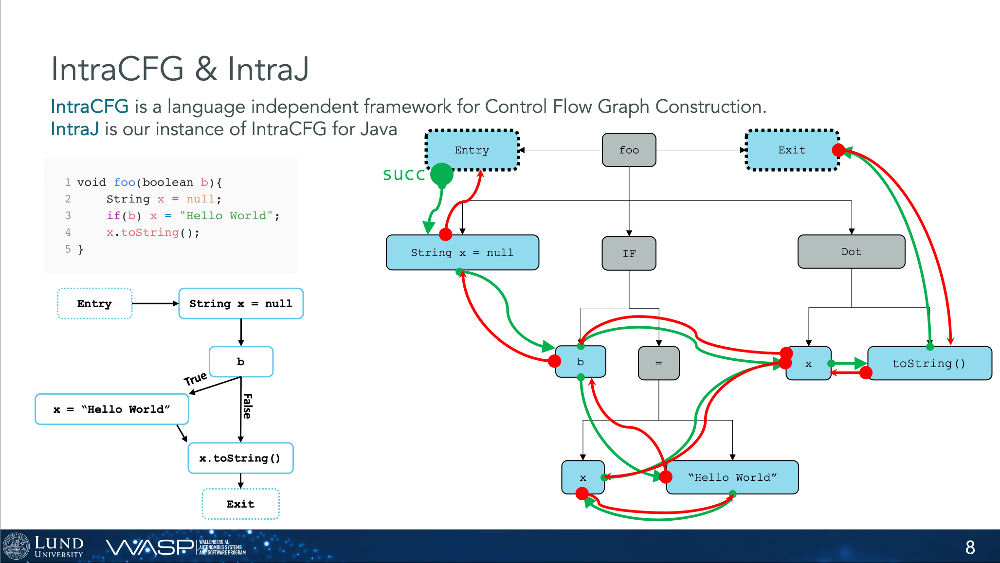 IntraCFG & IntraJ
IntraCFG is a language independent framework for Control Flow Graph Construction.
IntraJ is our instance of IntraCFG for Java
1 void foo(boolean b){
2     String x = null;
3     if(b) x = "Hello World";
4     x.toString();
5 }
Entry
String x = null
b
True
False
x = “Hello World”
x.toString()
Exit
Entry
foo
Exit
succ
String x = null
IF
Dot
b
=
x
toString()
x
“Hello World”
LUND
UNIVERSITY
WASP
WALLENBERG AI,
AUTONOMOUS SYSTEMS
AND SOFTWARE PROGRAM
8